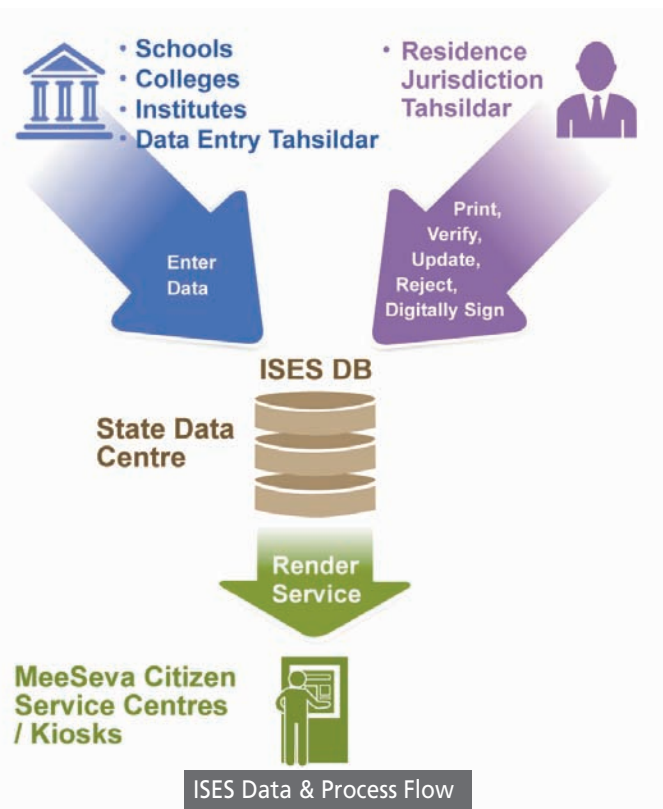 • Schools
• Colleges
• Institutes
• Data Entry Tahsildar
• Residence
Jurisdiction
Tahsildar
Enter
Data
Print,
Verify,
Update,
Reject,
Digitally Sign
ISES DB
State Data
Centre
Render
Service
MeeSeva Citizen
Service Centres
/ Kiosks
ISES Data & Process Flow